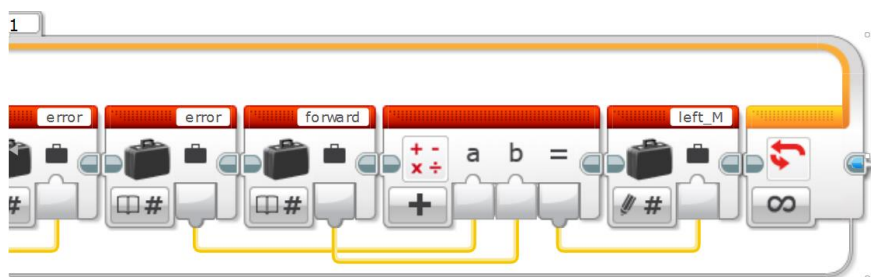 1
error error forward left_M
+ - × ÷ a b =
# # # + # ∞